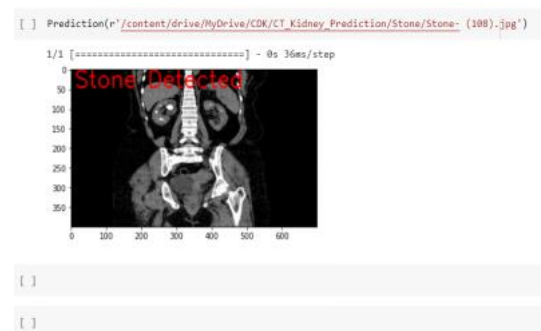 [ ] Prediction(r'/content/drive/MyDrive/CDK/CT_Kidney_Prediction/Stone/Stone- (108).jpg')
1/1 [==============================] - 0s 36ms/step
Stone Detected
0
50
100
150
200
250
300
350
0 100 200 300 400 500 600
[ ]
[ ]